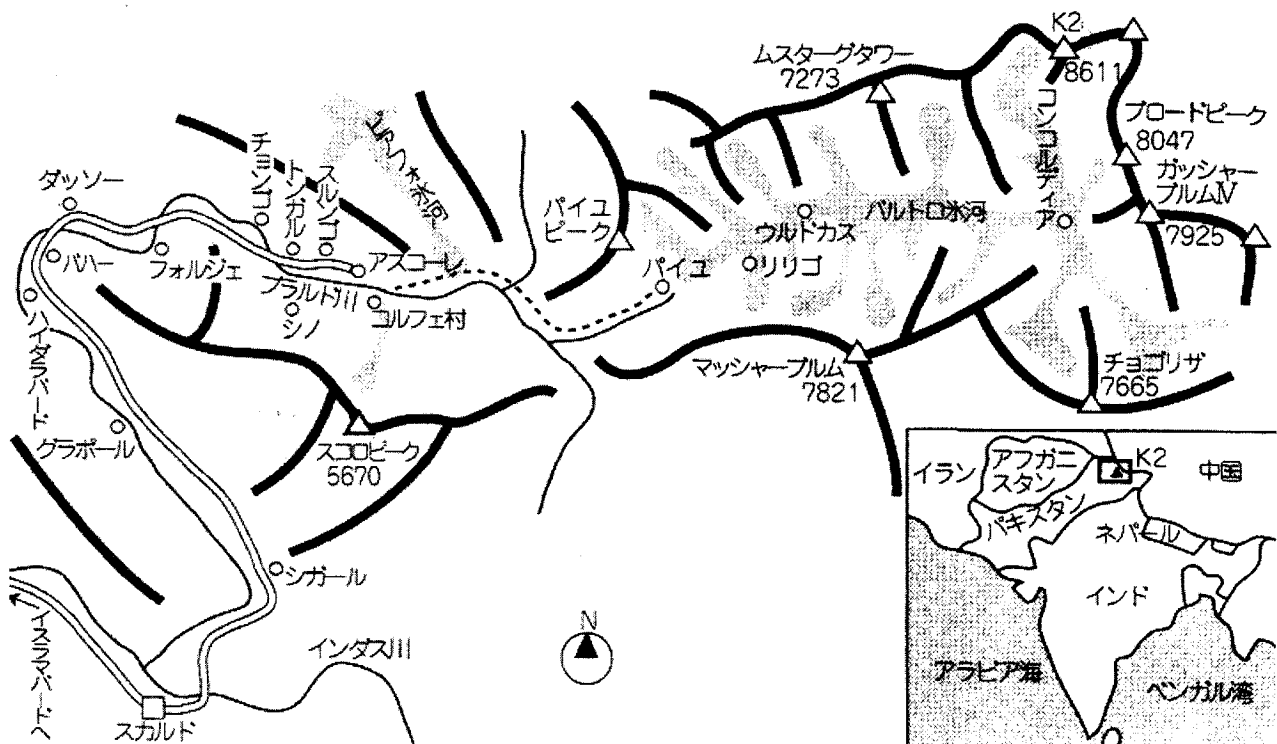 K2
8611
ムスターグタワー
7273
ブロードピーク
8047
ガッシャー
ブルムⅣ
7925
コンコルディア
バルトロ氷河
ウルドカス
リリゴ
パイユ
パイユ
ピーク
ビアフォ氷河
スルンゴ
トンガル
チョンゴ
ダッソー
バハー
フォルジェ
アスコーレ
ブラルド川
シノ
コルフェ村
ハイダラバード
グラポール
スコロピーク
5670
マッシャーブルム
7821
チョゴリザ
7665
シガール
インダス川
イスラマバードへ
スカルド
N
イラン
アフガニ
スタン
K2
中国
パキスタン
ネパール
インド
アラビア海
ベンガル湾